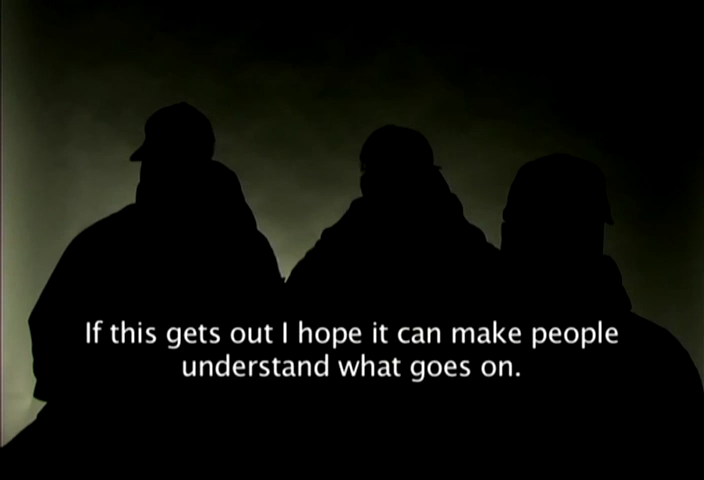 If this gets out I hope it can make people
understand what goes on.